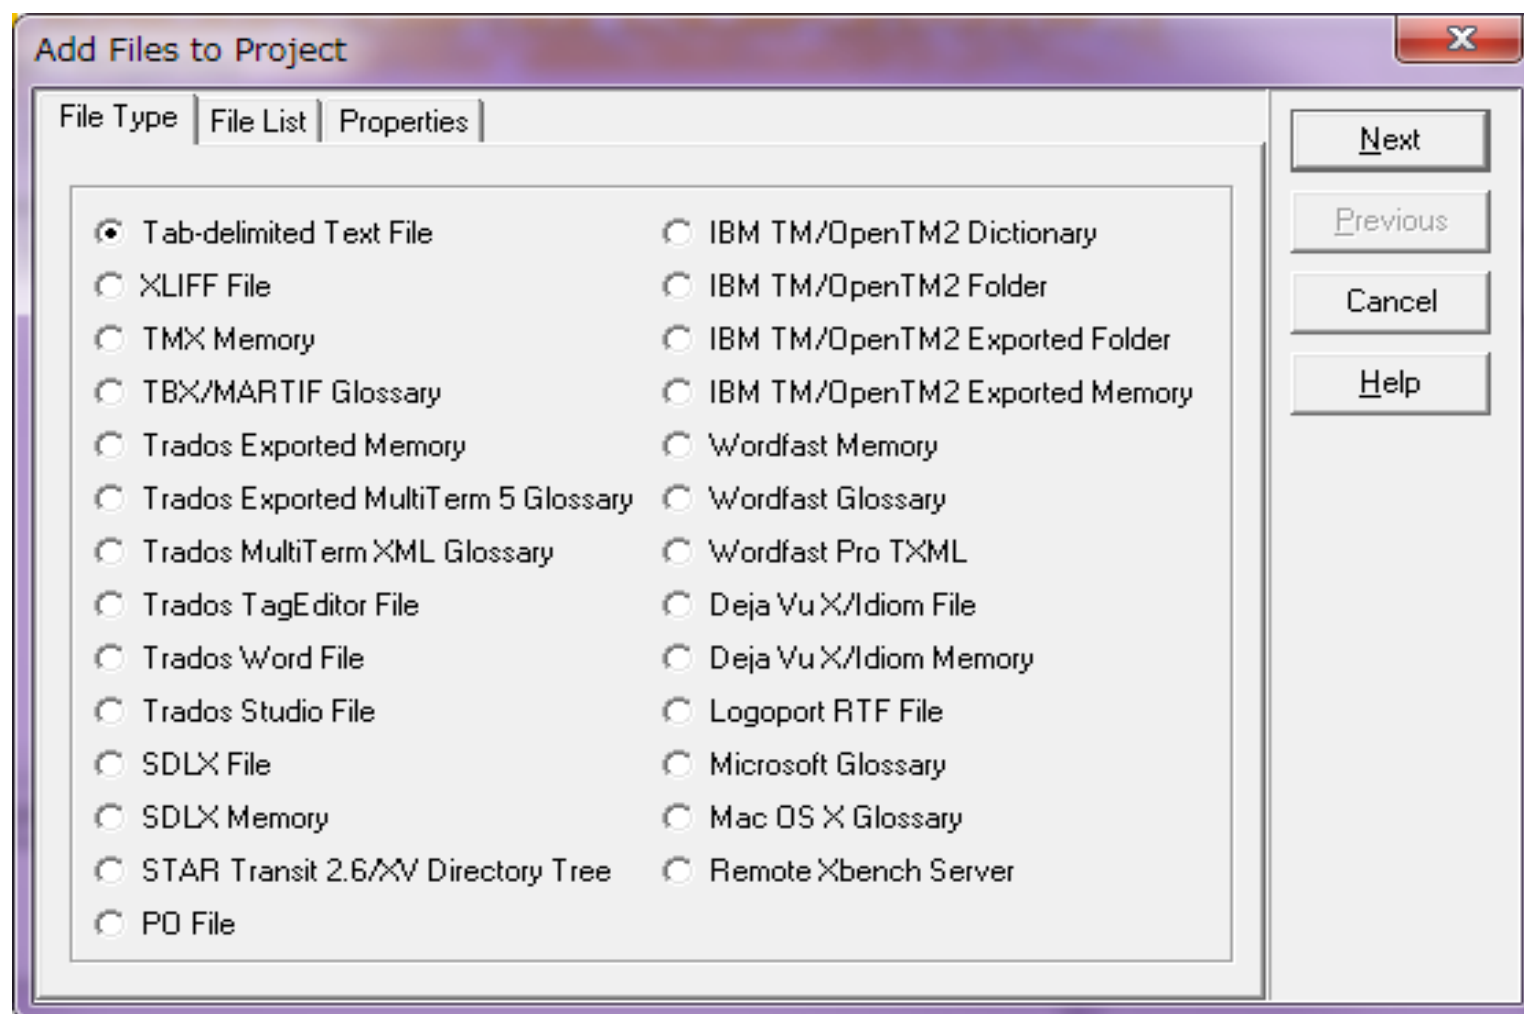 Add Files to Project
File Type
File List
Properties
Tab-delimited Text File
XLIFF File
TMX Memory
TBX/MARTIF Glossary
Trados Exported Memory
Trados Exported MultiTerm 5 Glossary
Trados MultiTerm XML Glossary
Trados TagEditor File
Trados Word File
Trados Studio File
SDLX File
SDLX Memory
STAR Transit 2.6/XV Directory Tree
PO File
IBM TM/OpenTM2 Dictionary
IBM TM/OpenTM2 Folder
IBM TM/OpenTM2 Exported Folder
IBM TM/OpenTM2 Exported Memory
Wordfast Memory
Wordfast Glossary
Wordfast Pro TXML
Deja Vu X/Idiom File
Deja Vu X/Idiom Memory
Logoport RTF File
Microsoft Glossary
Mac OS X Glossary
Remote Xbench Server
Next
Previous
Cancel
Help